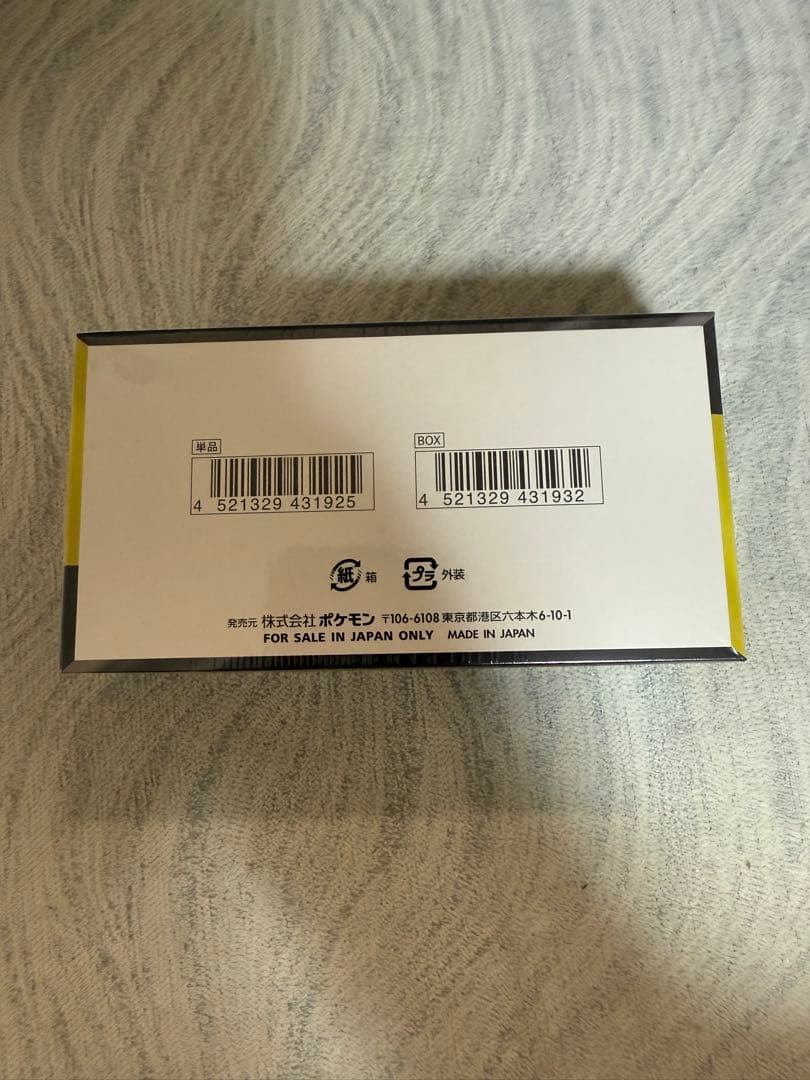 単品
4 521329 431925
BOX
4 521329 431932
紙 箱
プラ 外装
発売元 株式会社 ポケモン 〒106-6108 東京都港区六本木6-10-1
FOR SALE IN JAPAN ONLY MADE IN JAPAN